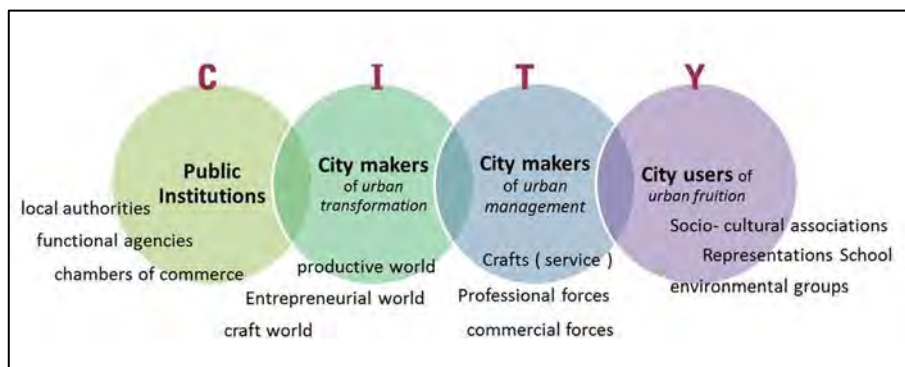 C I T Y
Public
Institutions
local authorities
functional agencies
chambers of commerce
City makers
of urban
transformation
productive world
Entrepreneurial world
craft world
City makers
of urban
management
Crafts ( service )
Professional forces
commercial forces
City users of
urban fruition
Socio- cultural associations
Representations School
environmental groups